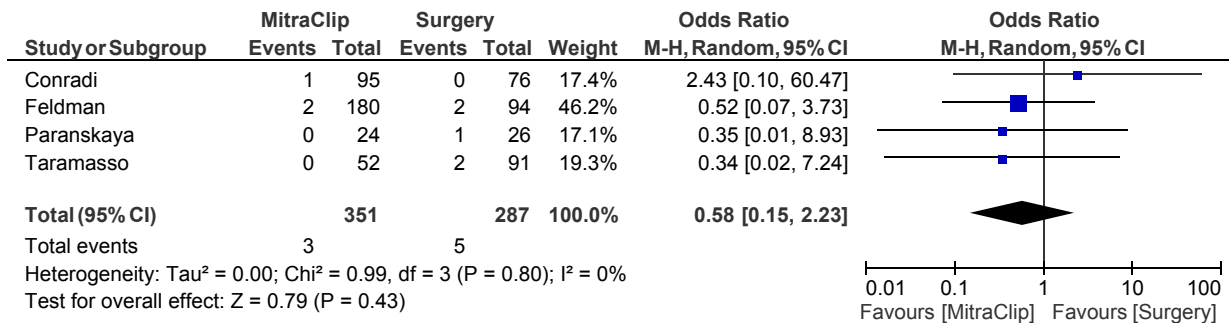 MitraClip Surgery Odds Ratio Odds Ratio
Study or Subgroup Events Total Events Total Weight M-H, Random, 95% CI M-H, Random, 95% CI
Conradi 1 95 0 76 17.4% 2.43 [0.10, 60.47]
Feldman 2 180 2 94 46.2% 0.52 [0.07, 3.73]
Paranskaya 0 24 1 26 17.1% 0.35 [0.01, 8.93]
Taramasso 0 52 2 91 19.3% 0.34 [0.02, 7.24]
Total (95% CI) 351 287 100.0% 0.58 [0.15, 2.23]
Total events 3 5
Heterogeneity: Tau² = 0.00; Chi² = 0.99, df = 3 (P = 0.80); I² = 0%
Test for overall effect: Z = 0.79 (P = 0.43)
0.01 0.1 1 10 100
Favours [MitraClip] Favours [Surgery]